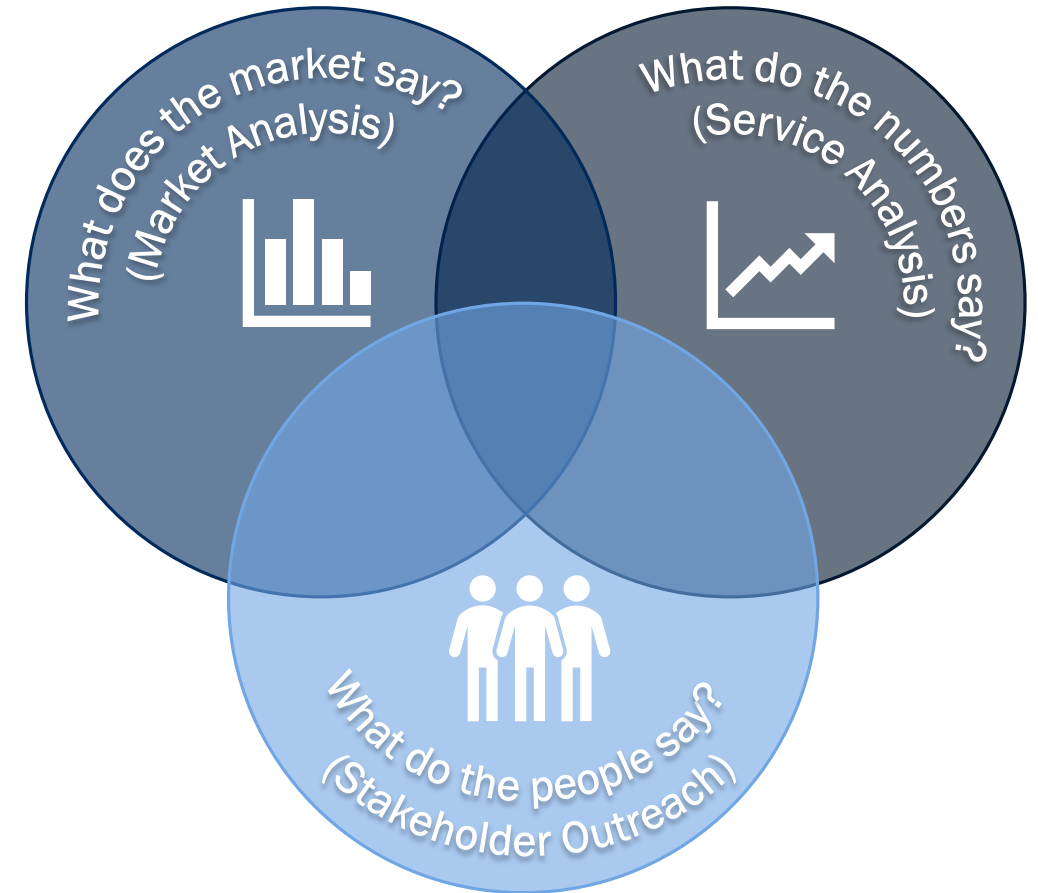 What does the market say?
(Market Analysis)
What do the numbers say?
(Service Analysis)
What do the people say?
(Stakeholder Outreach)